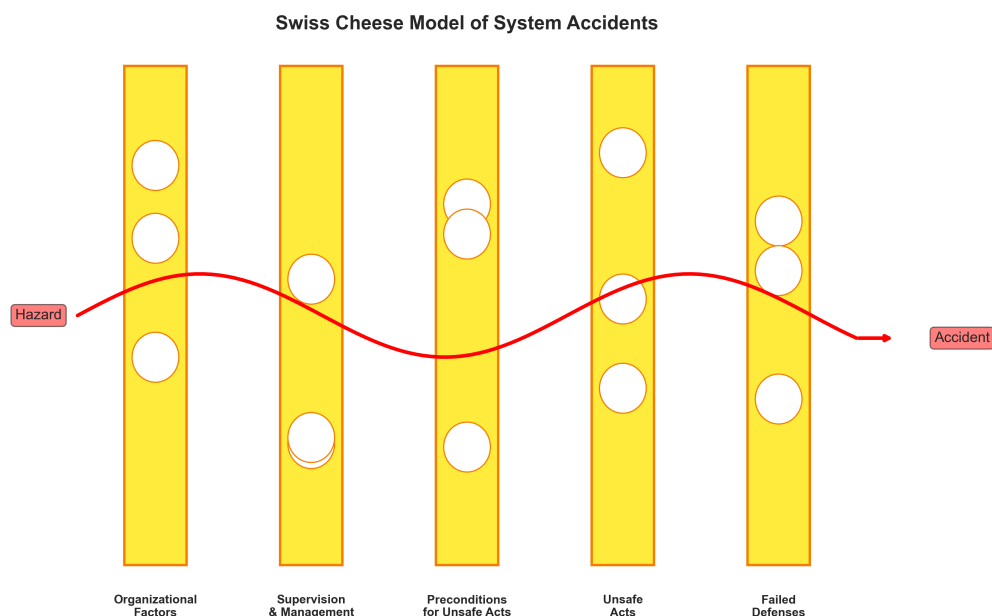 Swiss Cheese Model of System Accidents
Hazard
Accident
Organizational
Factors
Supervision
& Management
Preconditions
for Unsafe Acts
Unsafe
Acts
Failed
Defenses